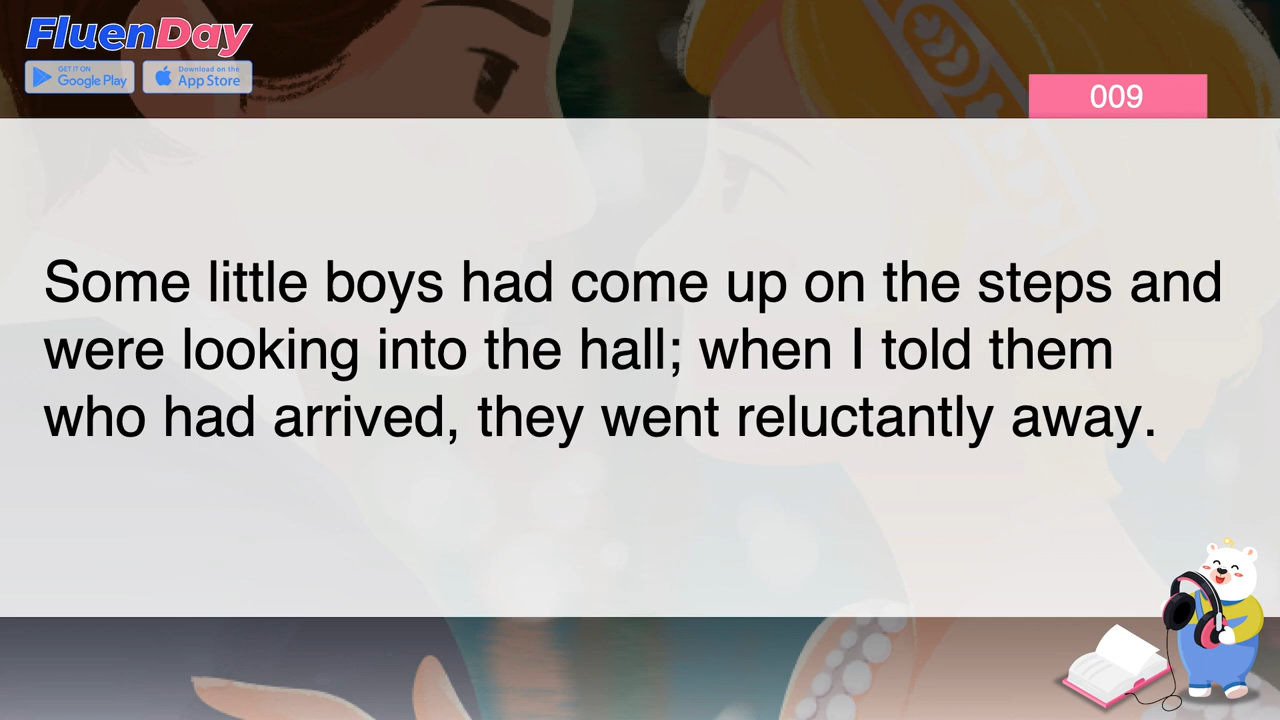 FluenDay
GET IT ON
Google Play
Download on the
App Store
009
Some little boys had come up on the steps and
were looking into the hall; when I told them
who had arrived, they went reluctantly away.